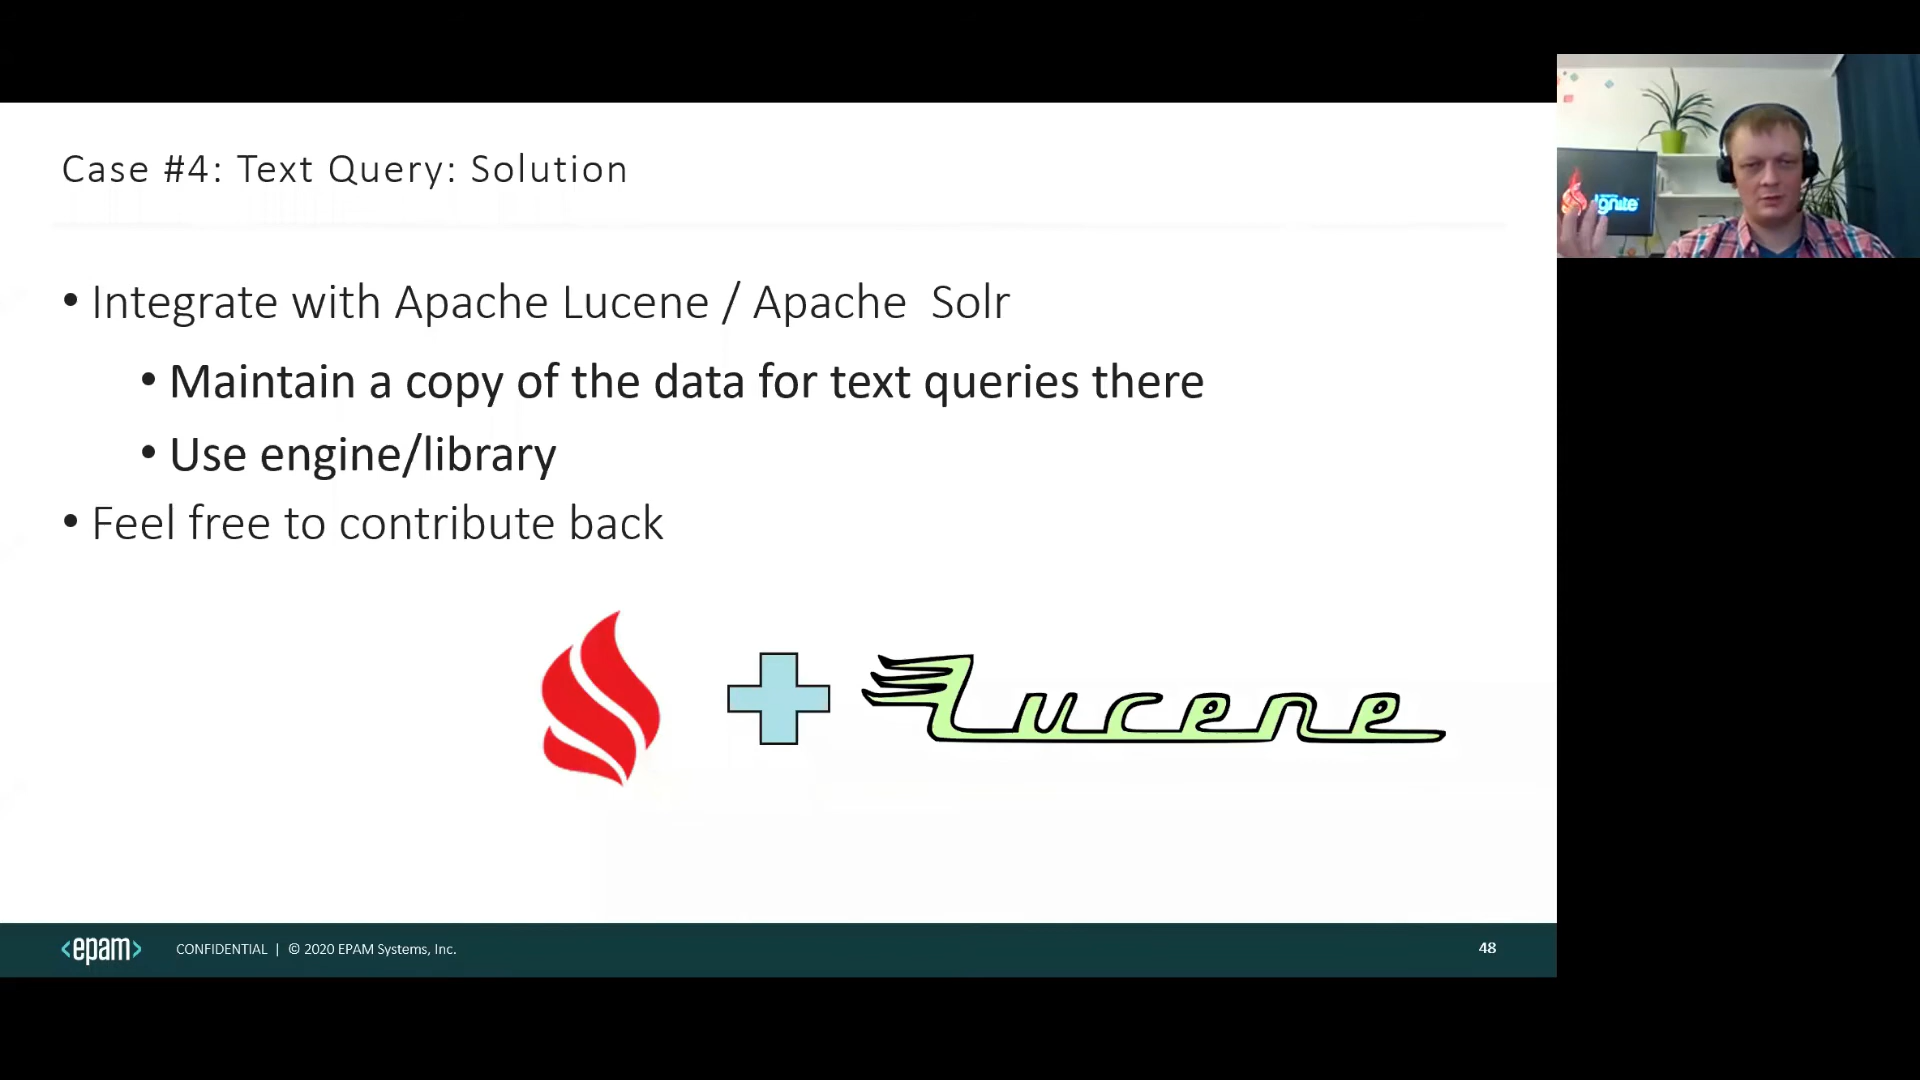 Case #4: Text Query: Solution
• Integrate with Apache Lucene / Apache  Solr
• Maintain a copy of the data for text queries there
• Use engine/library
• Feel free to contribute back
Lucene
<epam>
CONFIDENTIAL | © 2020 EPAM Systems, Inc.
48
Ignite